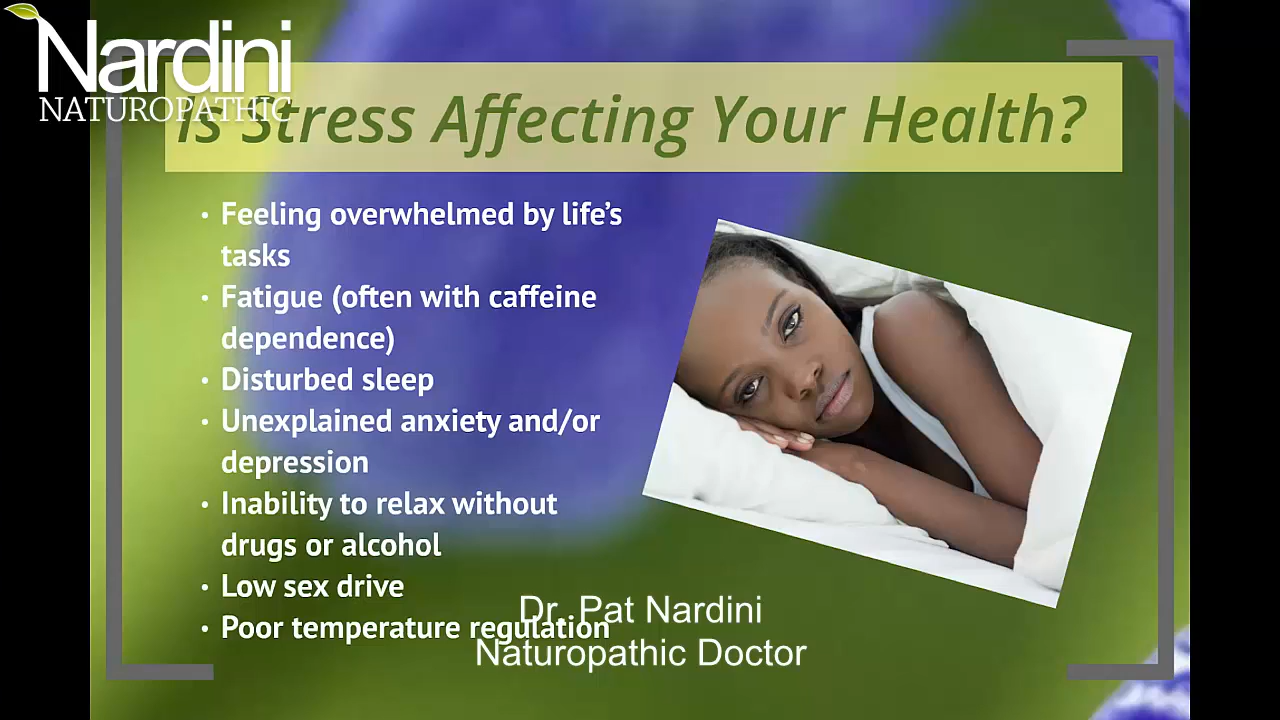 Nardini
NATUROPATHIC
Is Stress Affecting Your Health?
• Feeling overwhelmed by life’s
tasks
• Fatigue (often with caffeine
dependence)
• Disturbed sleep
• Unexplained anxiety and/or
depression
• Inability to relax without
drugs or alcohol
• Low sex drive
• Poor temperature regulation
Dr. Pat Nardini
Naturopathic Doctor